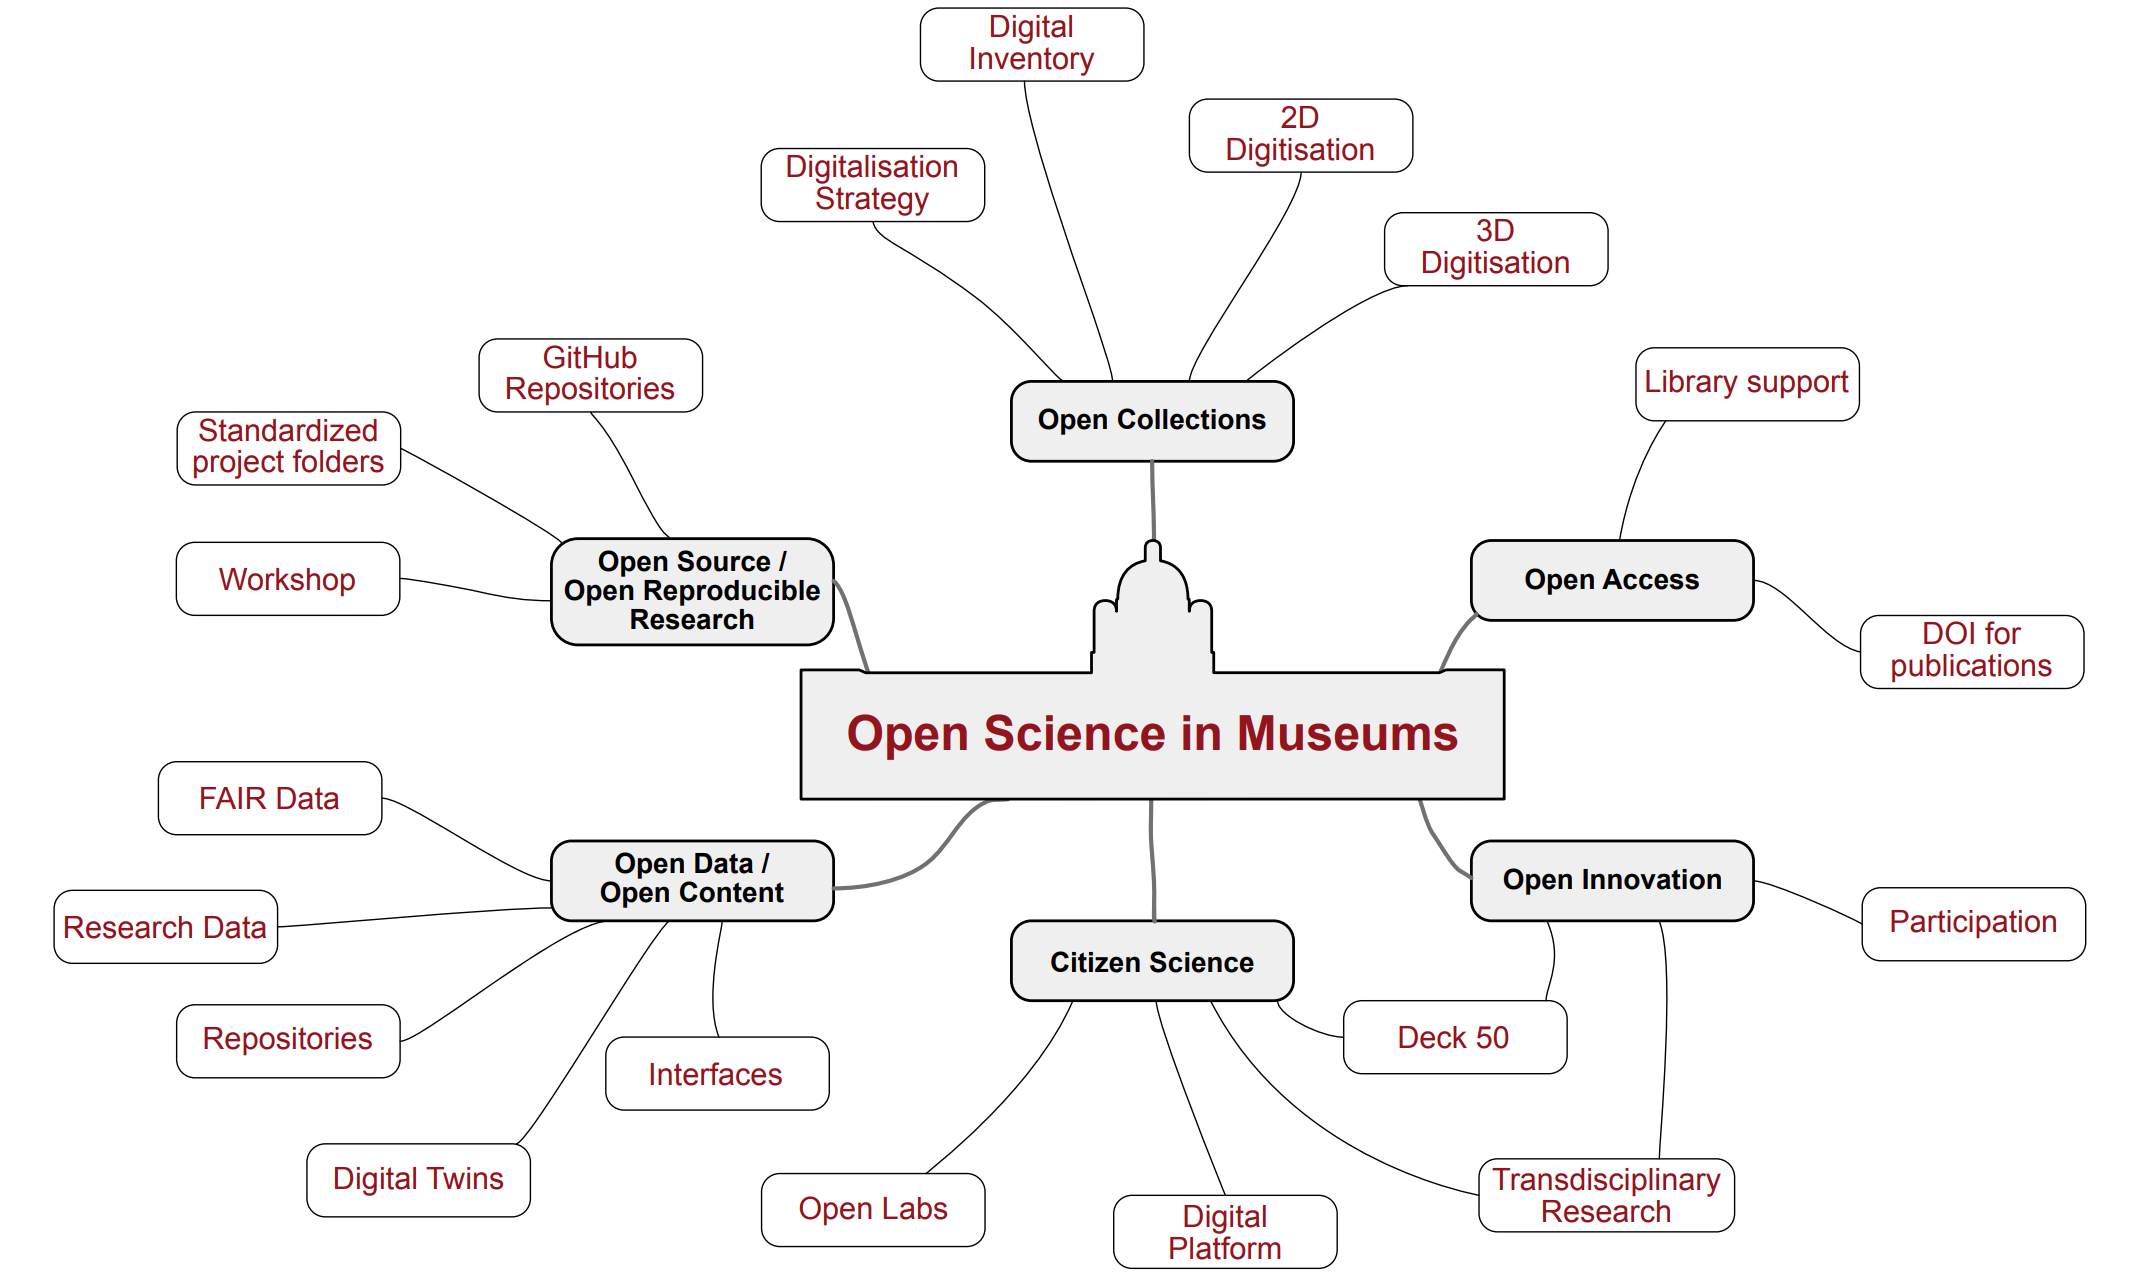 Digital
Inventory
2D
Digitisation
Digitalisation
Strategy
3D
Digitisation
GitHub
Repositories
Library support
Standardized
project folders
Open Collections
Workshop
Open Source /
Open Reproducible
Research
Open Access
DOI for
publications
Open Science in Museums
FAIR Data
Open Data /
Open Content
Open Innovation
Research Data
Participation
Citizen Science
Repositories
Deck 50
Interfaces
Digital Twins
Open Labs
Transdisciplinary
Research
Digital
Platform